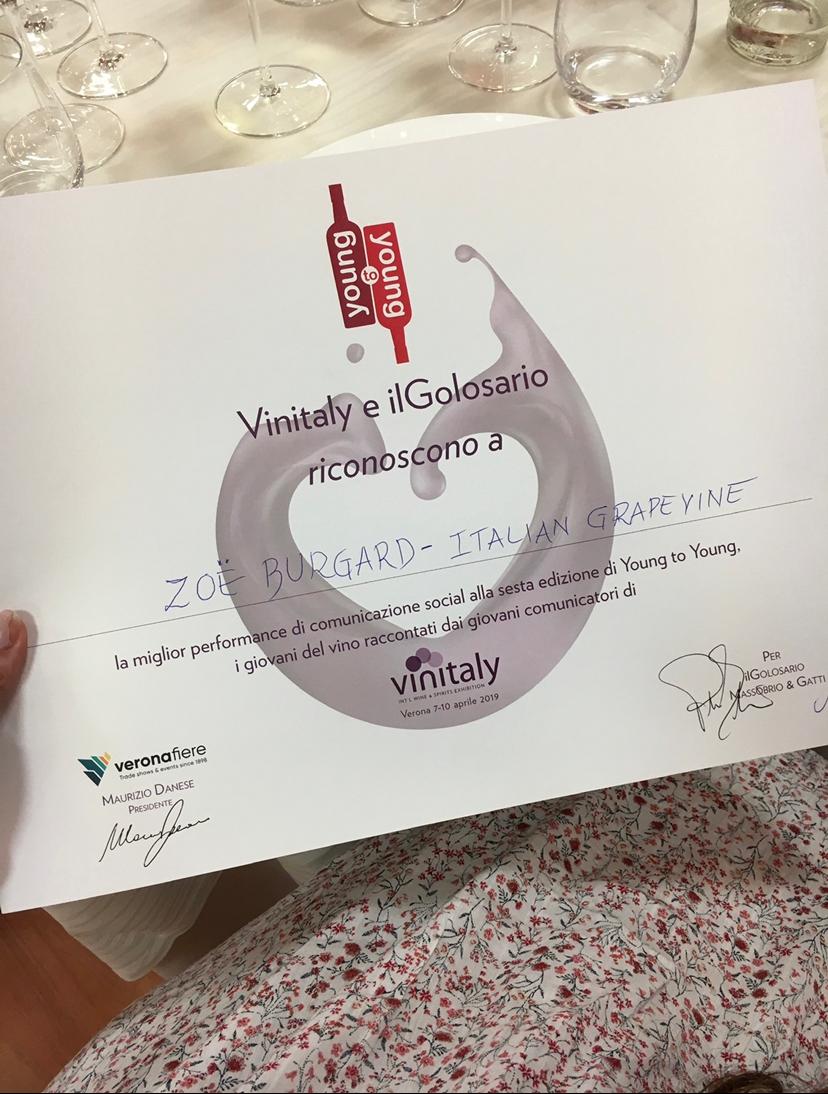 young
to
young
Vinitaly e ilGolosario
riconoscono a
ZOË BURGARD - ITALIAN GRAPEVINE
la miglior performance di comunicazione social alla sesta edizione di Young to Young,
i giovani del vino raccontati dai giovani comunicatori di
vinitaly
INT'L WINE & SPIRITS EXHIBITION
Verona 7-10 aprile 2019
veronafiere
Trade shows & events since 1898
MAURIZIO DANESE
PRESIDENTE
PER
ilGOLOSARIO
MASSOBRIO & GATTI